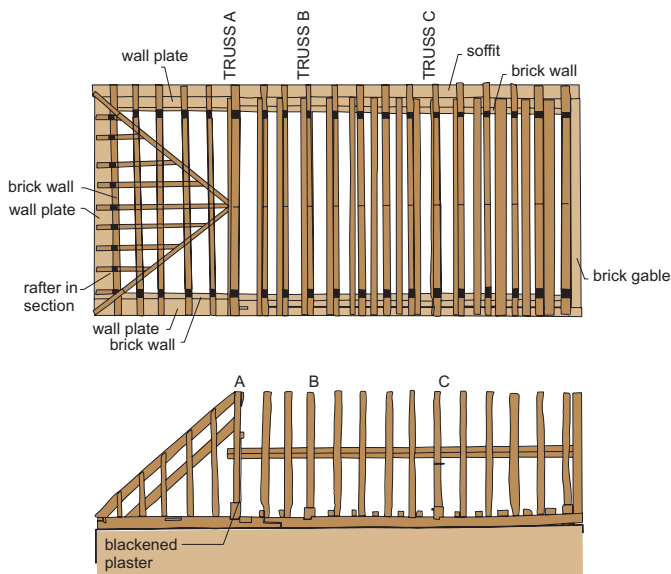 TRUSS A
TRUSS B
TRUSS C
wall plate
soffit
brick wall
brick wall
wall plate
rafter in
section
wall plate
brick wall
brick gable
A
B
C
blackened
plaster